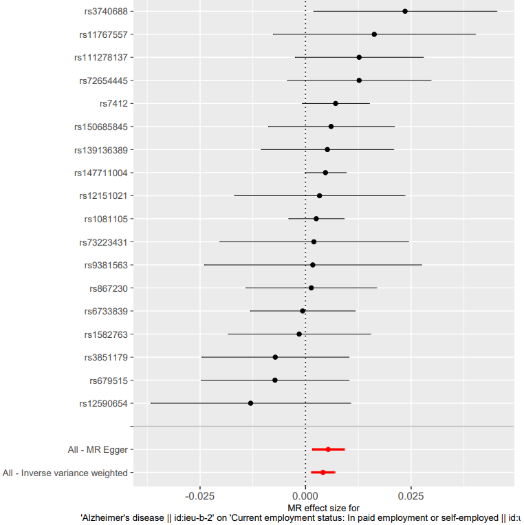 rs3740688
rs11767557
rs111278137
rs72654445
rs7412
rs150685845
rs139136389
rs147711004
rs12151021
rs1081105
rs73223431
rs9381563
rs867230
rs6733839
rs1582763
rs3851179
rs679515
rs12590654
All - MR Egger
All - Inverse variance weighted
-0.025 0.000 0.025
MR effect size for
'Alzheimer's disease || id:ieu-b-2' on 'Current employment status: In paid employment or self-employed || id:u